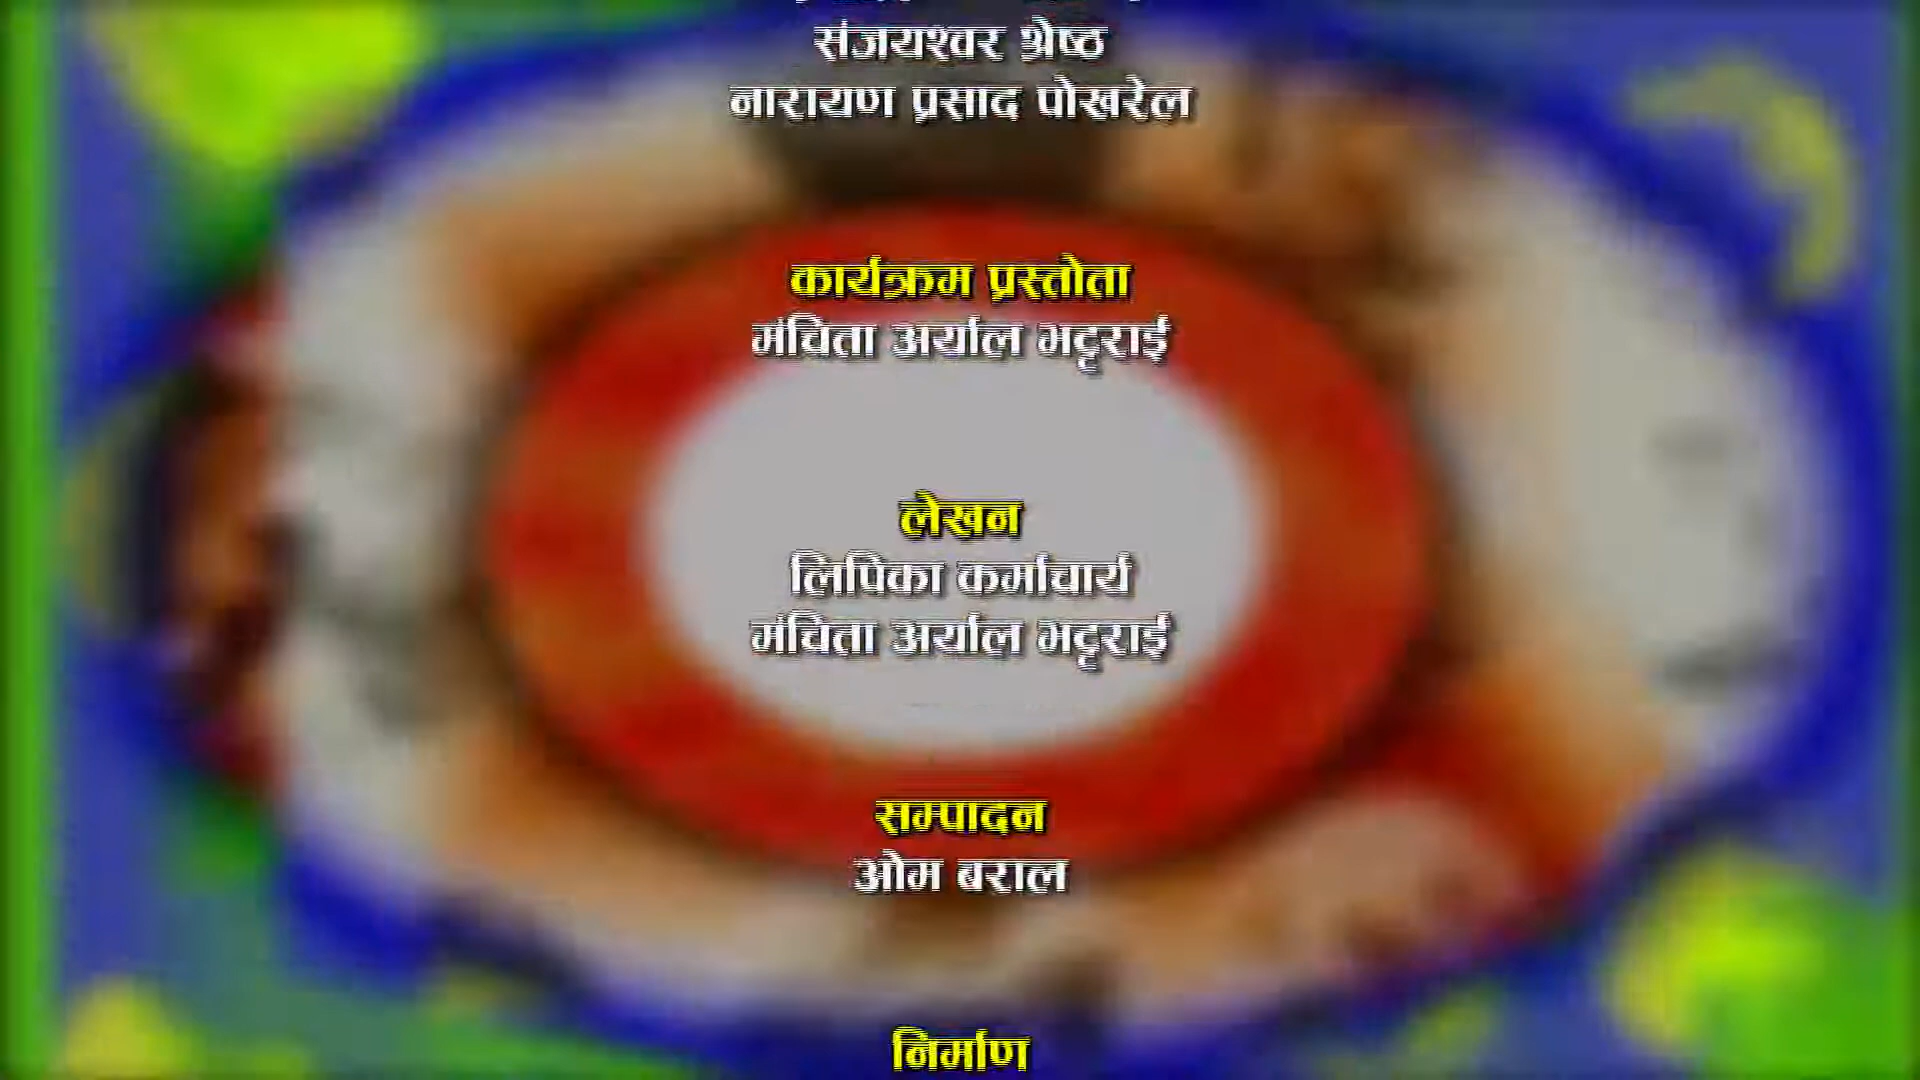 संजयश्वर श्रेष्ठ
नारायण प्रसाद पोखरेल
कार्यक्रम प्रस्तोता
मंचिता अर्याल भट्टराई
लेखन
लिपिका कर्माचार्य
मंचिता अर्याल भट्टराई
सम्पादन
ओम बराल
निर्माण